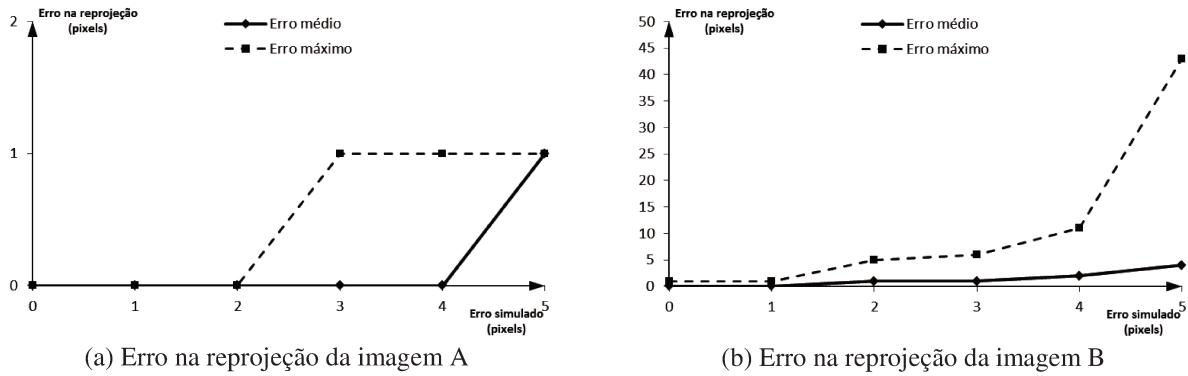 Erro na reprojeção
(pixels)
Erro médio
Erro máximo
2
1
0
0 1 2 3 4 5
Erro simulado
(pixels)
(a) Erro na reprojeção da imagem A
Erro na reprojeção
(pixels)
Erro médio
Erro máximo
50
45
40
35
30
25
20
15
10
5
0
0 1 2 3 4 5
Erro simulado
(pixels)
(b) Erro na reprojeção da imagem B